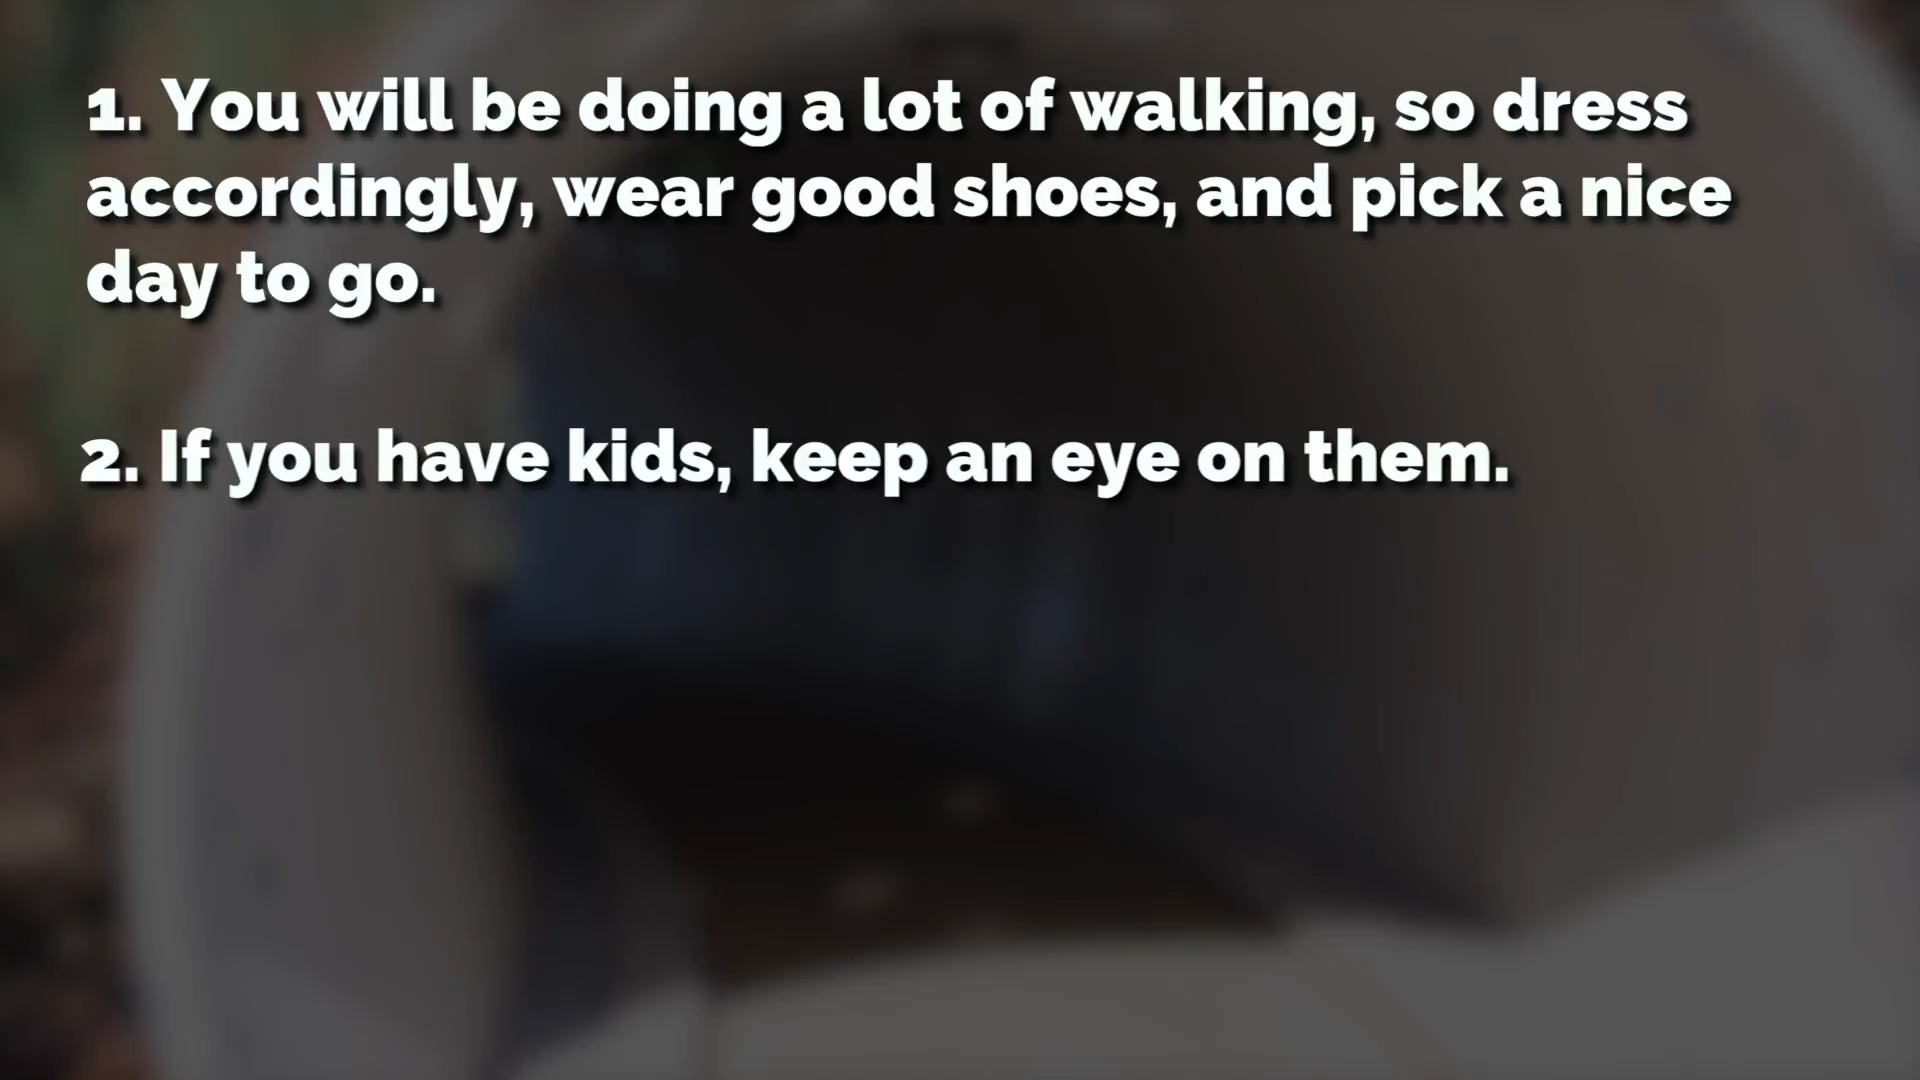 1. You will be doing a lot of walking, so dress
accordingly, wear good shoes, and pick a nice
day to go.
2. If you have kids, keep an eye on them.